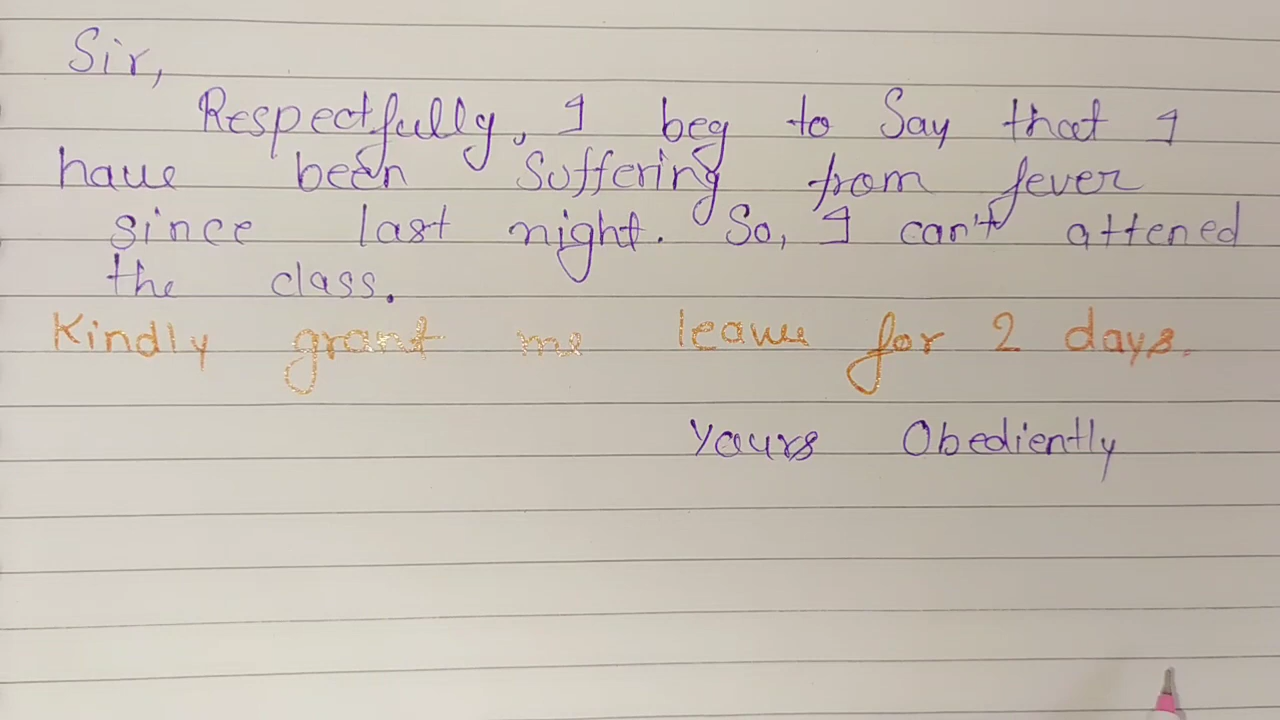 Sir,
Respectfully, I beg to Say that I
have been Suffering from fever
since last night. So, I can't attened
the class.
Kindly grant me leave for 2 days.
Yours Obediently